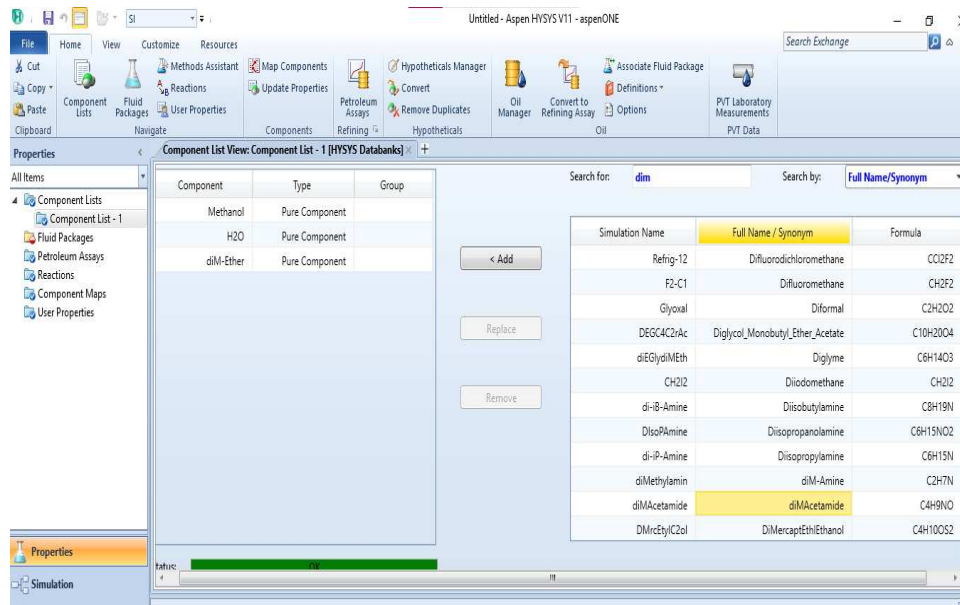 SI
Untitled - Aspen HYSYS V11 - aspenONE
File Home View Customize Resources
Search Exchange
Cut
Copy
Paste
Clipboard
Component Lists
Fluid Packages
Methods Assistant
Reactions
User Properties
Navigate
Map Components
Update Properties
Components
Petroleum Assays
Refining
Hypotheticals Manager
Convert
Remove Duplicates
Hypotheticals
Oil Manager
Convert to Refining Assay
Associate Fluid Package
Definitions
Options
Oil
PVT Laboratory Measurements
PVT Data
Properties
All Items
Component Lists
Component List - 1
Fluid Packages
Petroleum Assays
Reactions
Component Maps
User Properties
Properties
Simulation
Component List View: Component List - 1 [HYSYS Databanks] +
Component Type Group
Methanol Pure Component
H2O Pure Component
diM-Ether Pure Component
< Add
Replace
Remove
Search for: dim Search by: Full Name/Synonym
Simulation Name Full Name / Synonym Formula
Refrig-12 Difluorodichloromethane CCl2F2
F2-C1 Difluromethane CH2F2
Glyoxal Diformal C2H2O2
DEGC4C2rAc Diglycol_Monobutyl_Ether_Acetate C10H20O4
diEGlydiMEth Diglyme C6H14O3
CH2I2 Diiodomethane CH2I2
di-iB-Amine Diisobutylamine C8H19N
DIsoPAmine Diisopropanolamine C6H15NO2
di-iP-Amine Diisopropylamine C6H15N
diMethylamin diM-Amine C2H7N
diMAcetamide diMAcetamide C4H9NO
DMrcEtylC2ol DiMercaptEthlEthanol C4H10OS2
tatus: OK